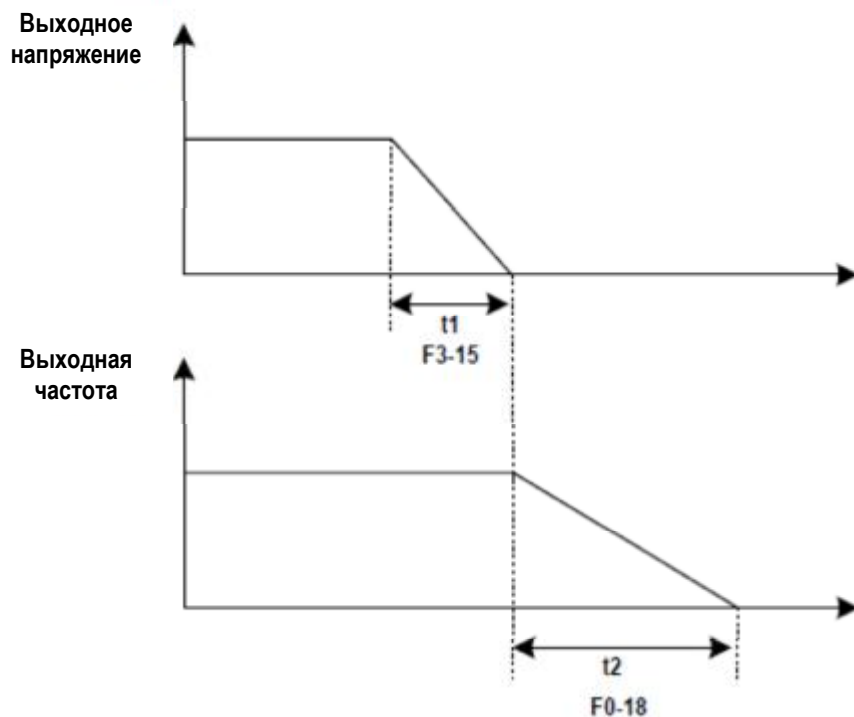 Выходное
напряжение
t1
F3-15
Выходная
частота
t2
F0-18